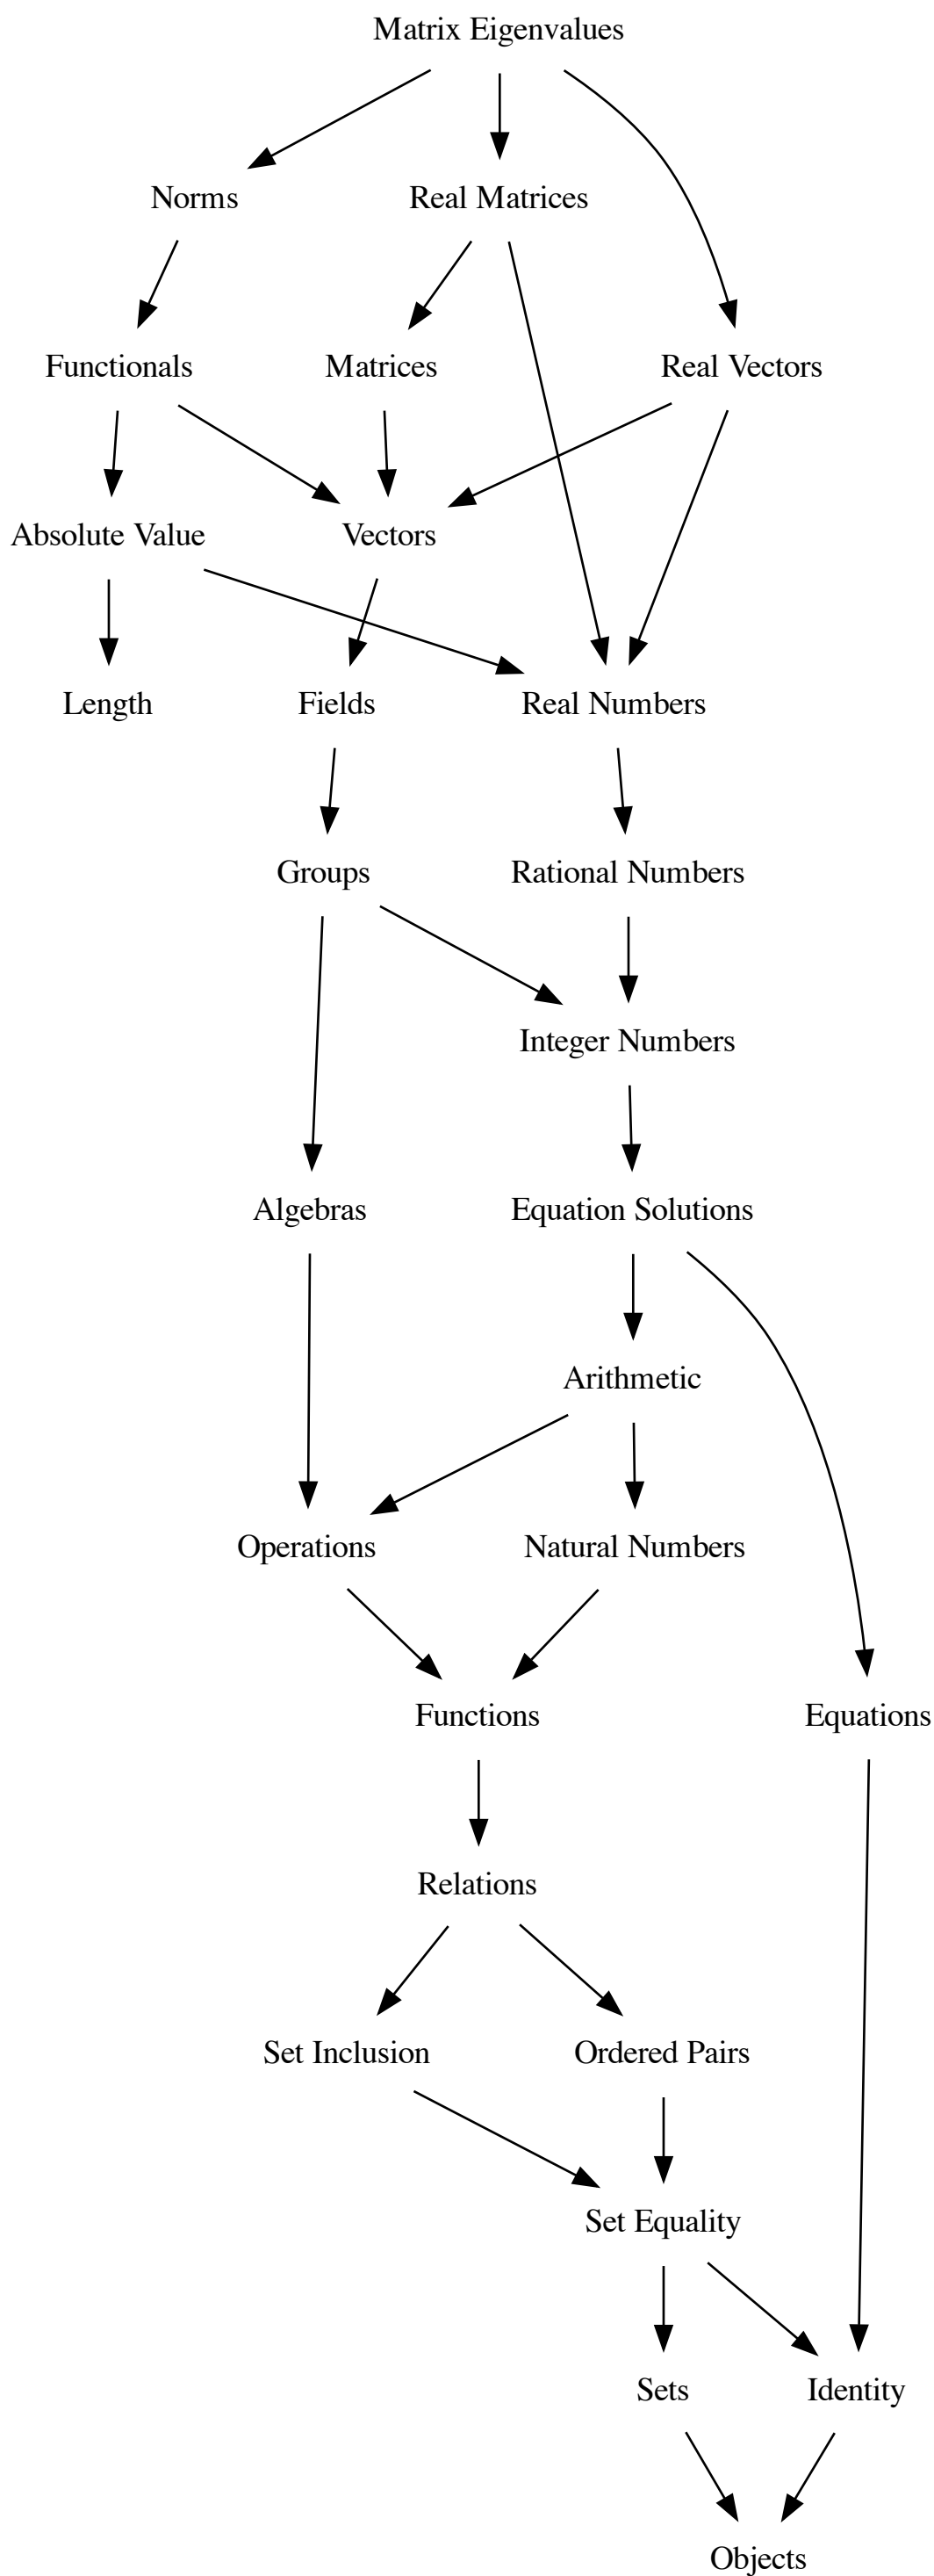 Matrix Eigenvalues
Norms
Real Matrices
Functionals
Matrices
Real Vectors
Absolute Value
Vectors
Length
Fields
Real Numbers
Groups
Rational Numbers
Integer Numbers
Algebras
Equation Solutions
Arithmetic
Operations
Natural Numbers
Functions
Equations
Relations
Set Inclusion
Ordered Pairs
Set Equality
Sets
Identity
Objects